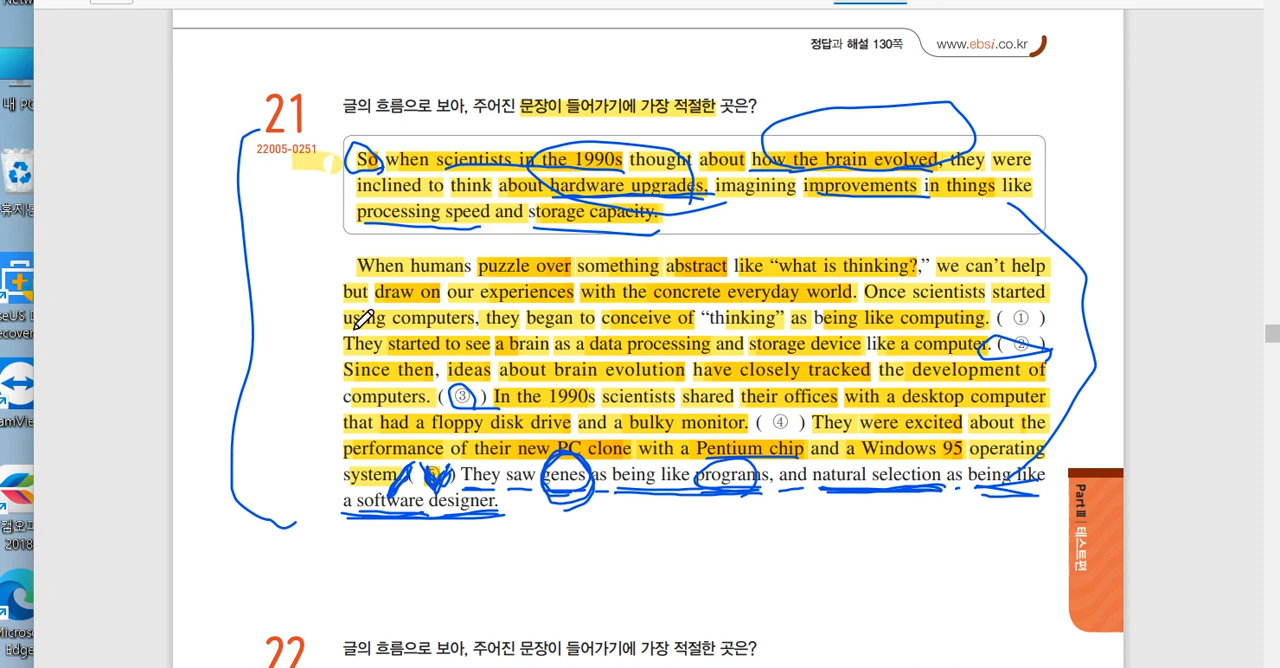 정답과 해설 130쪽 www.ebsi.co.kr
내 PC
21 글의 흐름으로 보아, 주어진 문장이 들어가기에 가장 적절한 곳은?
22005-0251
So when scientists in the 1990s thought about how the brain evolved, they were
inclined to think about hardware upgrades, imagining improvements in things like
processing speed and storage capacity.
When humans puzzle over something abstract like “what is thinking?,” we can’t help
but draw on our experiences with the concrete everyday world. Once scientists started
using computers, they began to conceive of “thinking” as being like computing. ( ① )
They started to see a brain as a data processing and storage device like a computer. ( ② )
Since then, ideas about brain evolution have closely tracked the development of
computers. ( ③ ) In the 1990s scientists shared their offices with a desktop computer
that had a floppy disk drive and a bulky monitor. ( ④ ) They were excited about the
performance of their new PC clone with a Pentium chip and a Windows 95 operating
system. ( ⑤ ) They saw genes as being like programs, and natural selection as being like
a software designer.
Part Ⅲ | 테스트편
2018
Edge
22 글의 흐름으로 보아, 주어진 문장이 들어가기에 가장 적절한 곳은?